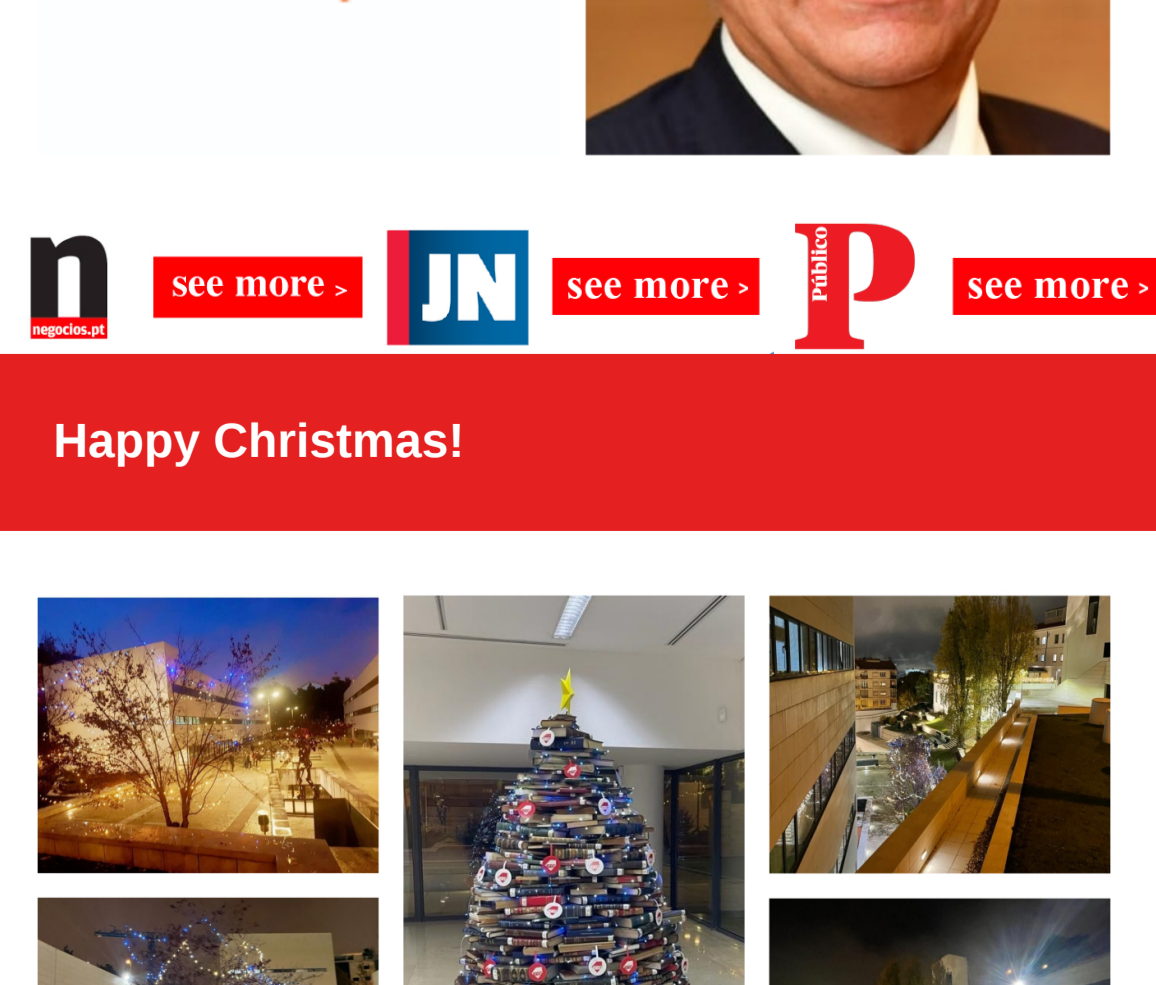 n
negocios.pt
see more >
JN
see more >
P
Público
see more >
Happy Christmas!